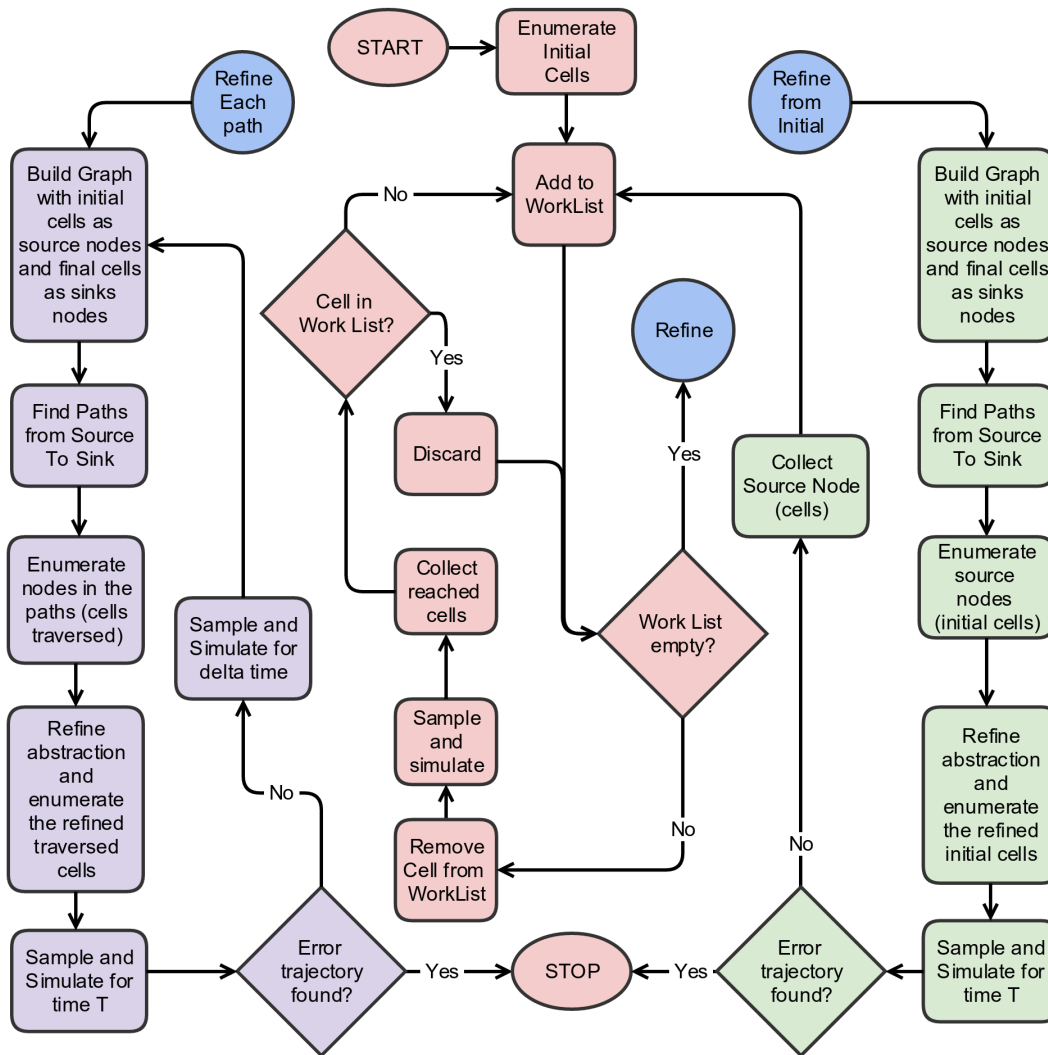 START
Enumerate
Initial
Cells
Refine
Each
path
Refine
from
Initial
Build Graph
with initial
cells as
source nodes
and final cells
as sinks
nodes
Find Paths
from Source
To Sink
Enumerate
nodes in the
paths (cells
traversed)
Refine
abstraction and
enumerate
the refined
traversed
cells
Sample and
Simulate for
time T
Sample and
Simulate for
delta time
No
Error
trajectory
found?
Yes
STOP
Add to
WorkList
No
Cell in
Work List?
Yes
Discard
Refine
Yes
Work List
empty?
No
Collect
reached
cells
Sample
and
simulate
Remove
Cell from
WorkList
Build Graph
with initial
cells as
source nodes
and final cells
as sinks
nodes
Find Paths
from Source
To Sink
Enumerate
source
nodes
(initial cells)
Refine
abstraction
and
enumerate
the refined
initial cells
Sample and
Simulate for
time T
Error
trajectory
found?
Yes
No
Collect
Source Node
(cells)